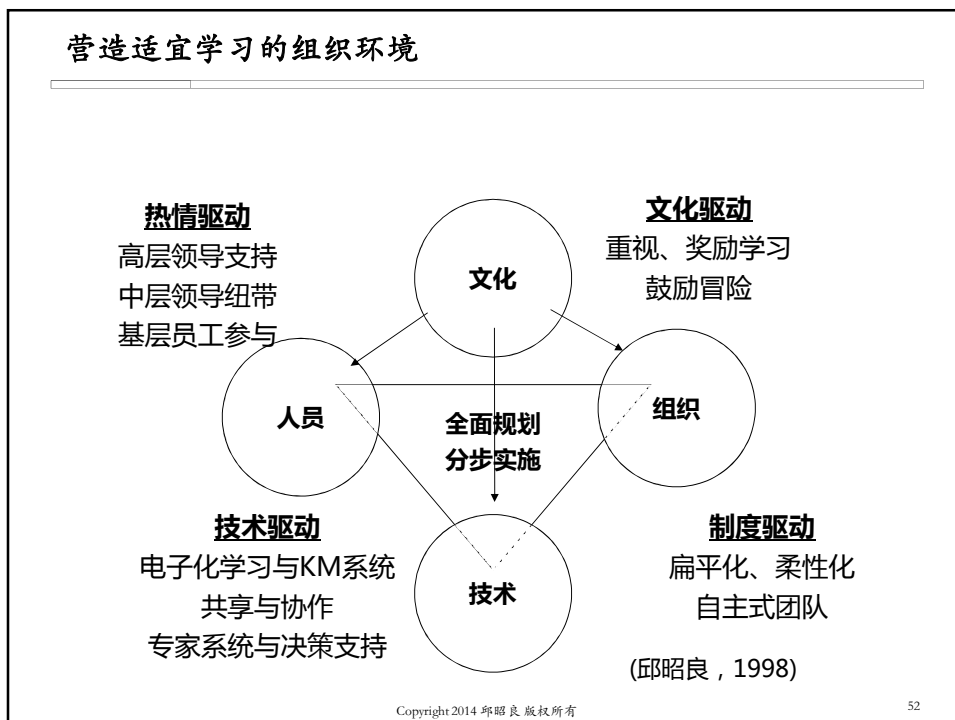 营造适宜学习的组织环境
热情驱动
高层领导支持
中层领导纽带
基层员工参与
文化
文化驱动
重视、奖励学习
鼓励冒险
人员
全面规划
分步实施
组织
技术驱动
电子化学习与KM系统
共享与协作
专家系统与决策支持
技术
制度驱动
扁平化、柔性化
自主式团队
(邱昭良，1998)
Copyright 2014 邱昭良 版权所有
52